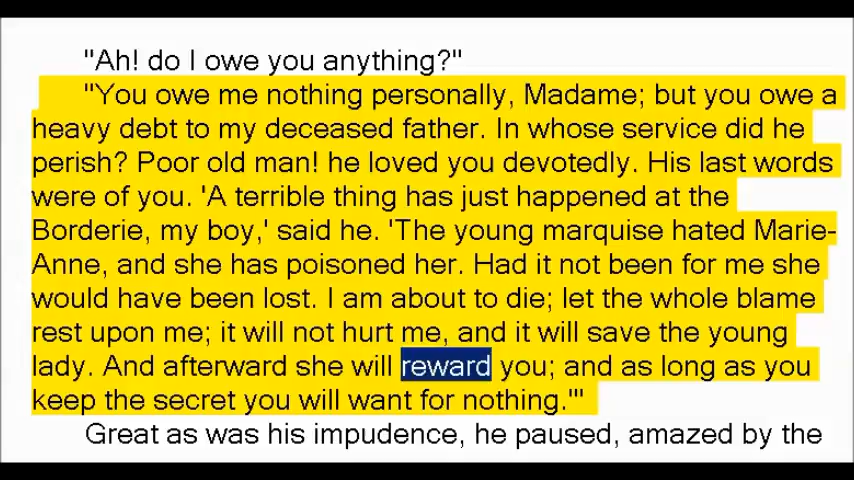 "Ah! do I owe you anything?"
"You owe me nothing personally, Madame; but you owe a
heavy debt to my deceased father. In whose service did he
perish? Poor old man! he loved you devotedly. His last words
were of you. 'A terrible thing has just happened at the
Borderie, my boy,' said he. 'The young marquise hated Marie-
Anne, and she has poisoned her. Had it not been for me she
would have been lost. I am about to die; let the whole blame
rest upon me; it will not hurt me, and it will save the young
lady. And afterward she will reward you; and as long as you
keep the secret you will want for nothing.'"
Great as was his impudence, he paused, amazed by the